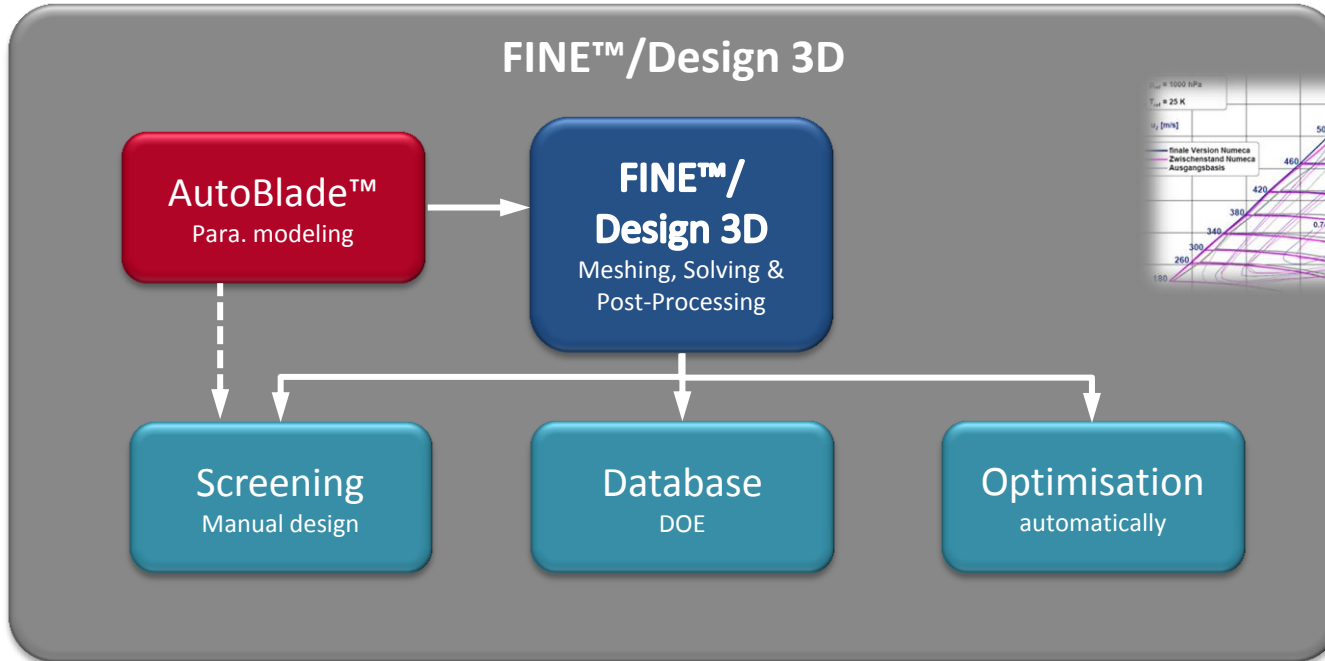 FINE™/Design 3D
AutoBlade™
Para. modeling
FINE™/
Design 3D
Meshing, Solving &
Post-Processing
Screening
Manual design
Database
DOE
Optimisation
automatically
= 1000 hPa
T = 25 K
[m/s]
finale Version Numeca
Zwischenstand Numeca
Ausgangsbasis
460
420
380
340
300
260
180